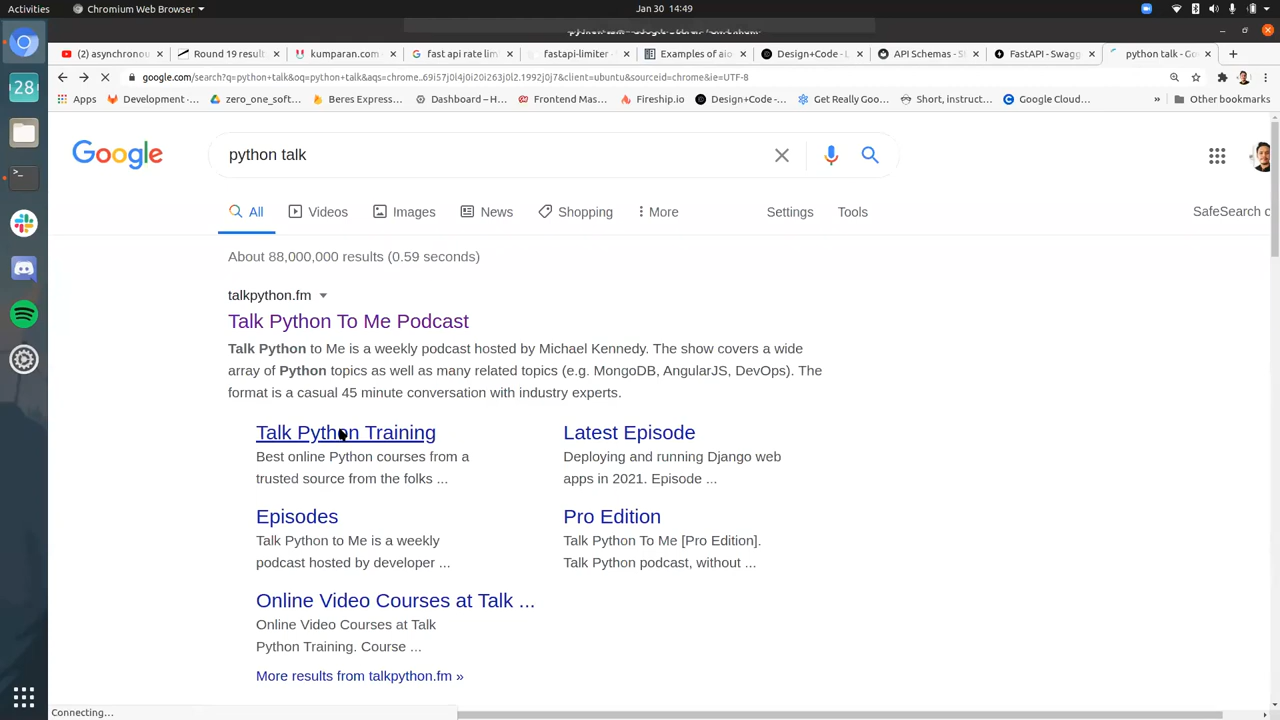 Activities
Chromium Web Browser
Jan 30 14:49
python talk - Google Search - Chromium
(2) asynchronou
Round 19 result
kumparan.com
fast api rate lim
fastapi-limiter
Examples of aio
Design+Code - L
API Schemas - S
FastAPI - Swagg
python talk - Go
google.com/search?q=python+talk&oq=python+talk&aqs=chrome..69i57j0l4j0i20i263j0l2.1992j0j7&client=ubuntu&sourceid=chrome&ie=UTF-8
Apps
Development -...
zero_one_soft...
Beres Express...
Dashboard – H...
Frontend Mas...
Fireship.io
Design+Code -...
Get Really Goo...
Short, instruct...
Google Cloud...
»
Other bookmarks
28
Google
python talk
All
Videos
Images
News
Shopping
More
Settings
Tools
SafeSearch
About 88,000,000 results (0.59 seconds)
talkpython.fm
Talk Python To Me Podcast
Talk Python to Me is a weekly podcast hosted by Michael Kennedy. The show covers a wide
array of Python topics as well as many related topics (e.g. MongoDB, AngularJS, DevOps). The
format is a casual 45 minute conversation with industry experts.
Talk Python Training
Best online Python courses from a
trusted source from the folks ...
Latest Episode
Deploying and running Django web
apps in 2021. Episode ...
Episodes
Talk Python to Me is a weekly
podcast hosted by developer ...
Pro Edition
Talk Python To Me [Pro Edition].
Talk Python podcast, without ...
Online Video Courses at Talk ...
Online Video Courses at Talk
Python Training. Course ...
More results from talkpython.fm »
Connecting...